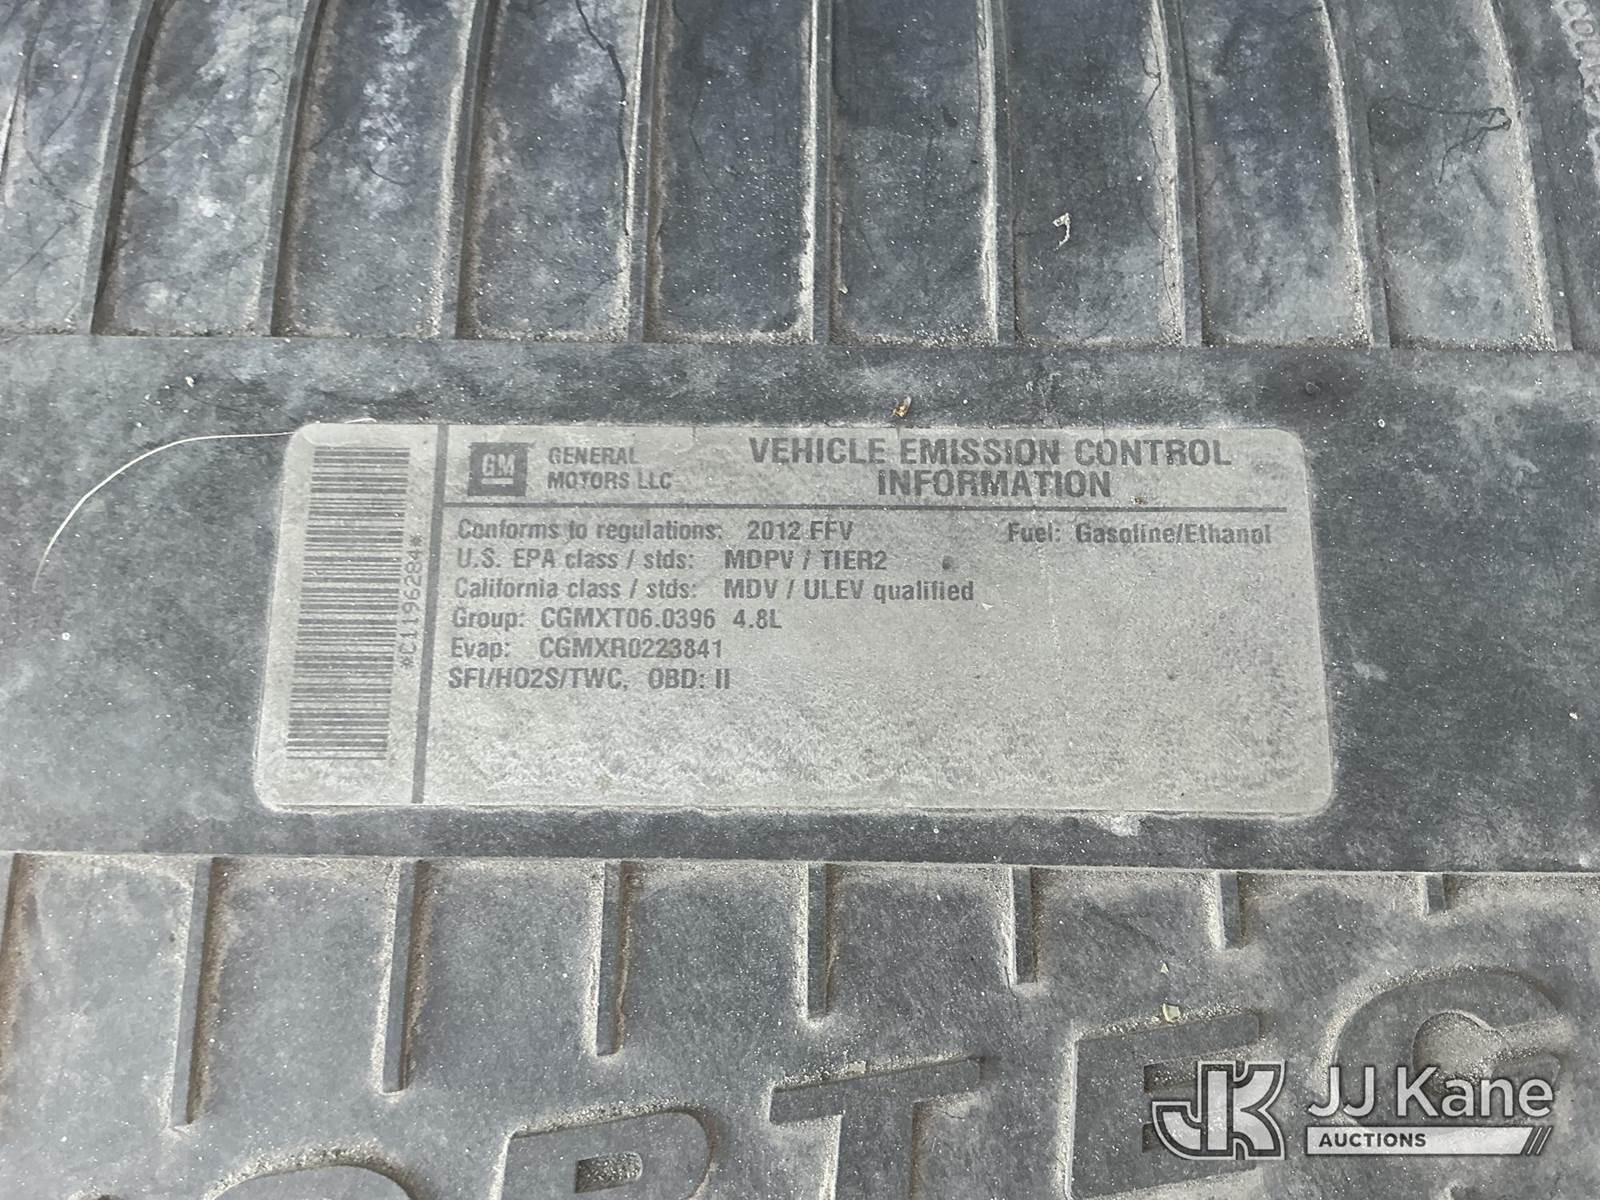 *C1196284*
GM
GENERAL
MOTORS LLC
VEHICLE EMISSION CONTROL
INFORMATION
Conforms to regulations: 2012 FFV Fuel: Gasoline/Ethanol
U.S. EPA class / stds: MDPV / TIER2
California class / stds: MDV / ULEV qualified
Group: CGMXT06.0396 4.8L
Evap: CGMXR0223841
SFI/HO2S/TWC, OBD: II
ORTEC
JK JJ Kane
AUCTIONS